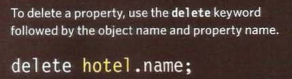 To delete a property, use the delete keyword
followed by the object name and property name.
delete hotel.name;